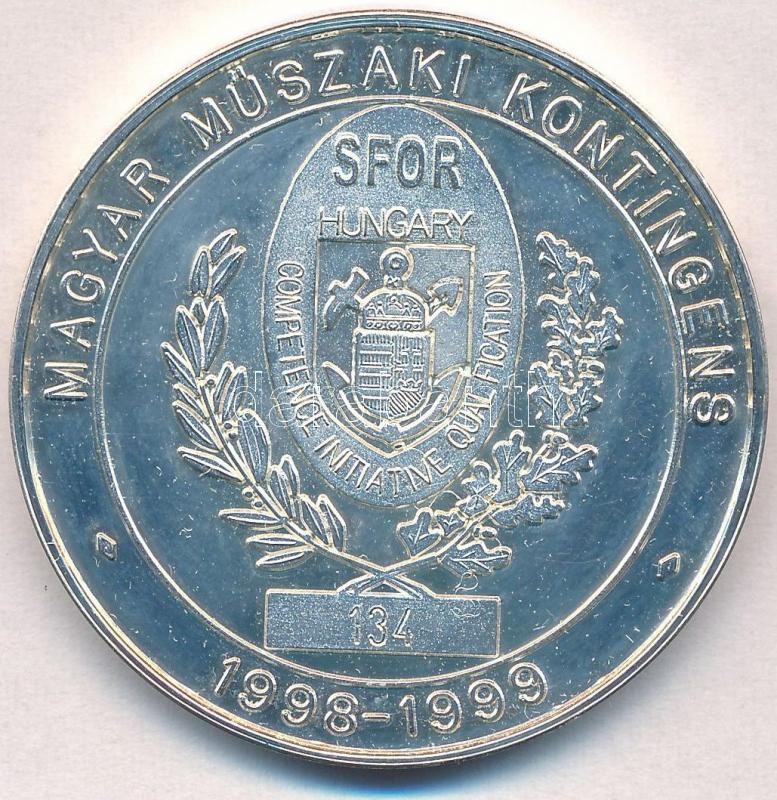 MAGYAR MŰSZAKI KONTINGENS
SFOR
HUNGARY
COMPETENCE INITIATIVE QUALIFICATION
134
1998-1999